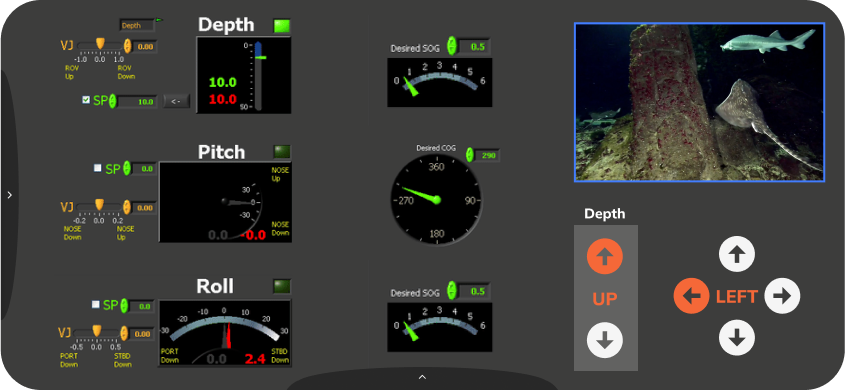 Depth
Depth
VJ
0.00
-1.0 0.0 1.0
ROV
Up
ROV
Down
SP
10.0
<-
0
10.0
10.0
50
Desired SOG
0.5
0 1 2 3 4 5 6
Pitch
SP
0.0
VJ
0.00
-0.2 0.0 0.2
NOSE
Down
NOSE
Up
NOSE
Up
30
0
-30
NOSE
Down
0.0
-0.0
Desired COG
290
360
-270
90-
180
Roll
SP
0.0
VJ
0.00
-0.5 0.0 0.5
PORT
Down
STBD
Down
-30 -20 -10 0 10 20 30
PORT
Down
STBD
Down
0.0
2.4
Desired SOG
0.5
0 1 2 3 4 5 6
Depth
UP
LEFT